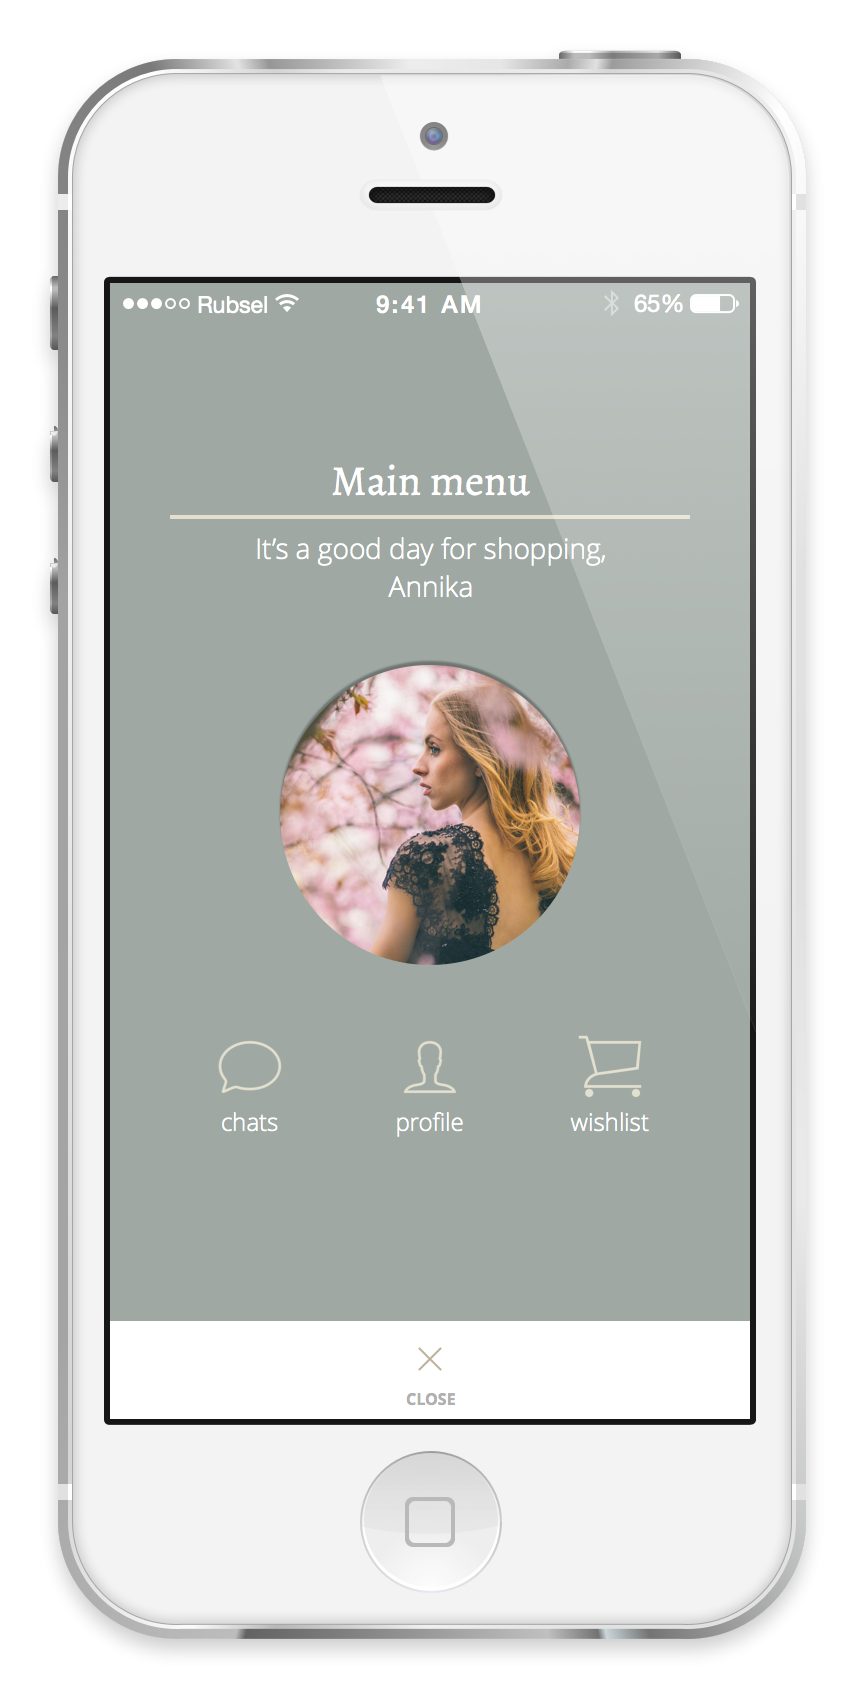 Rubsel 9:41 AM 65%
Main menu
It's a good day for shopping,
Annika
chats profile wishlist
CLOSE